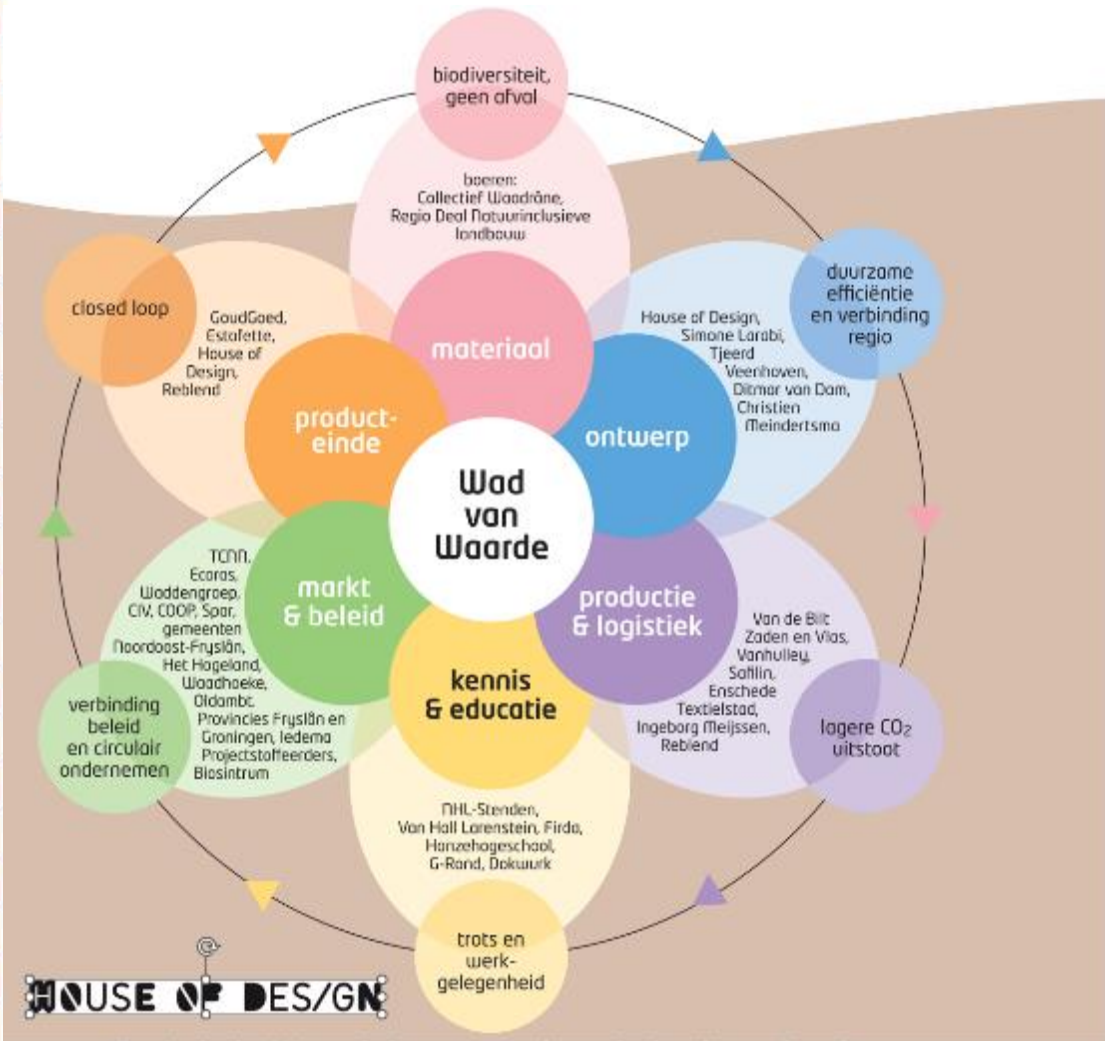 biodiversiteit,
geen afval
boeren:
Collectief Waadrâne,
Regio Deal Natuurinclusieve
landbouw
materiaal
duurzame
efficiëntie
en verbinding
regio
House of Design,
Simone Larabi,
Tjeerd
Veenhoven,
Ditmar van Dam,
Christien
Meindertsma
ontwerp
closed loop
GoudGoed,
Estafette,
House of
Design,
Reblend
product-
einde
Wad
van
Waarde
productie
& logistiek
Van de Bilt
Zaden en Vlas,
Vanhulley,
Safilin,
Enschede
Textielstad,
Ingeborg Meijssen,
Reblend
lagere CO₂
uitstoot
markt
& beleid
TCNN,
Ecoras,
Waddengroep,
CIV, COOP, Spar,
gemeenten
Noordoost-Fryslân,
Het Hogeland,
Waadhoeke,
Oldambt,
Provincies Fryslân en
Groningen, Iedema
Projectstoffeerders,
Biosintrum
verbinding
beleid
en circulair
ondernemen
kennis
& educatie
NHL-Stenden,
Van Hall Larenstein, Firda,
Hanzehogeschool,
G-Rond, Dokwurk
trots en
werk-
gelegenheid
HOUSE OF DES/GN